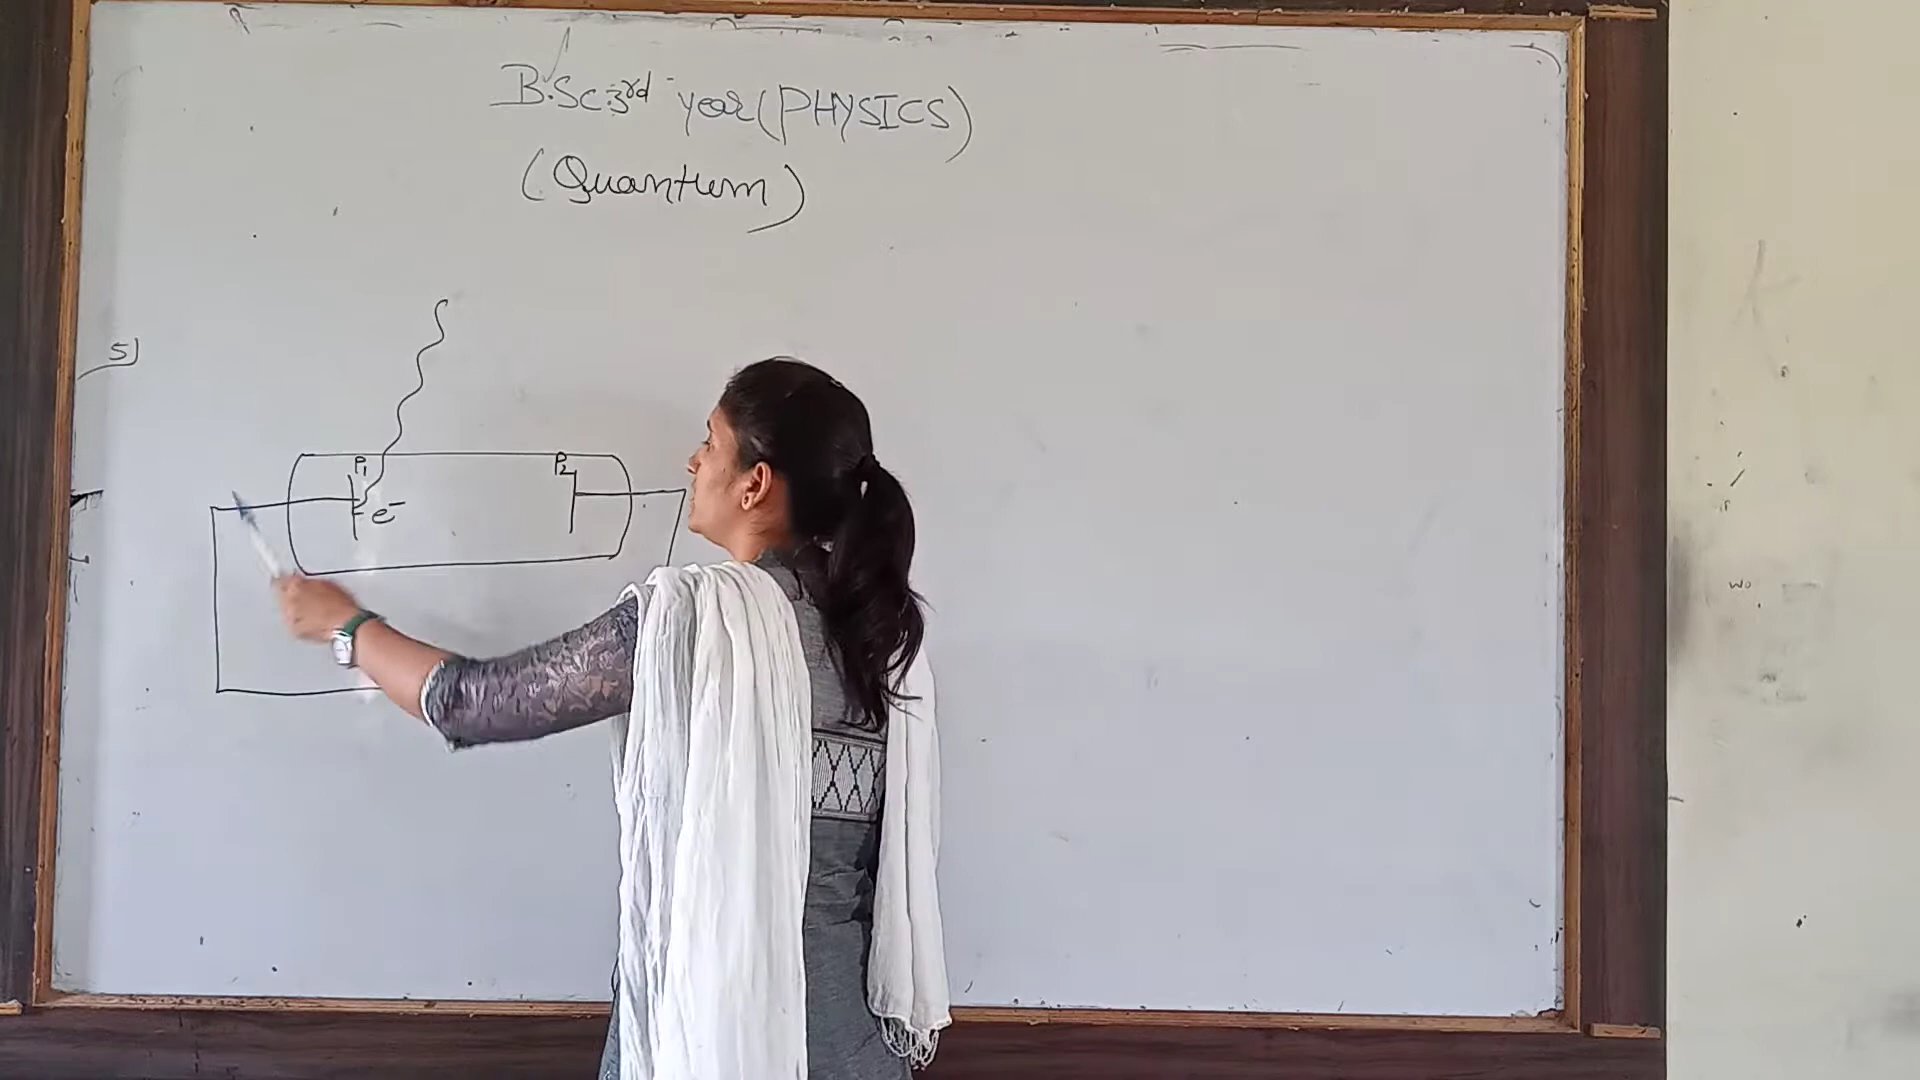 B.Sc. 3rd year (PHYSICS)
(Quantum)
5)
P1 P2
e-